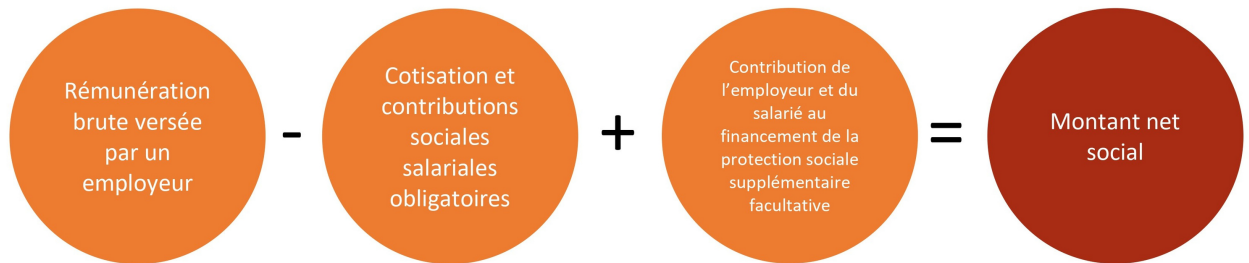 Rémunération
brute versée
par un
employeur
-
Cotisation et
contributions
sociales
salariales
obligatoires
+
Contribution de
l’employeur et du
salarié au
financement de la
protection sociale
supplémentaire
facultative
=
Montant net
social